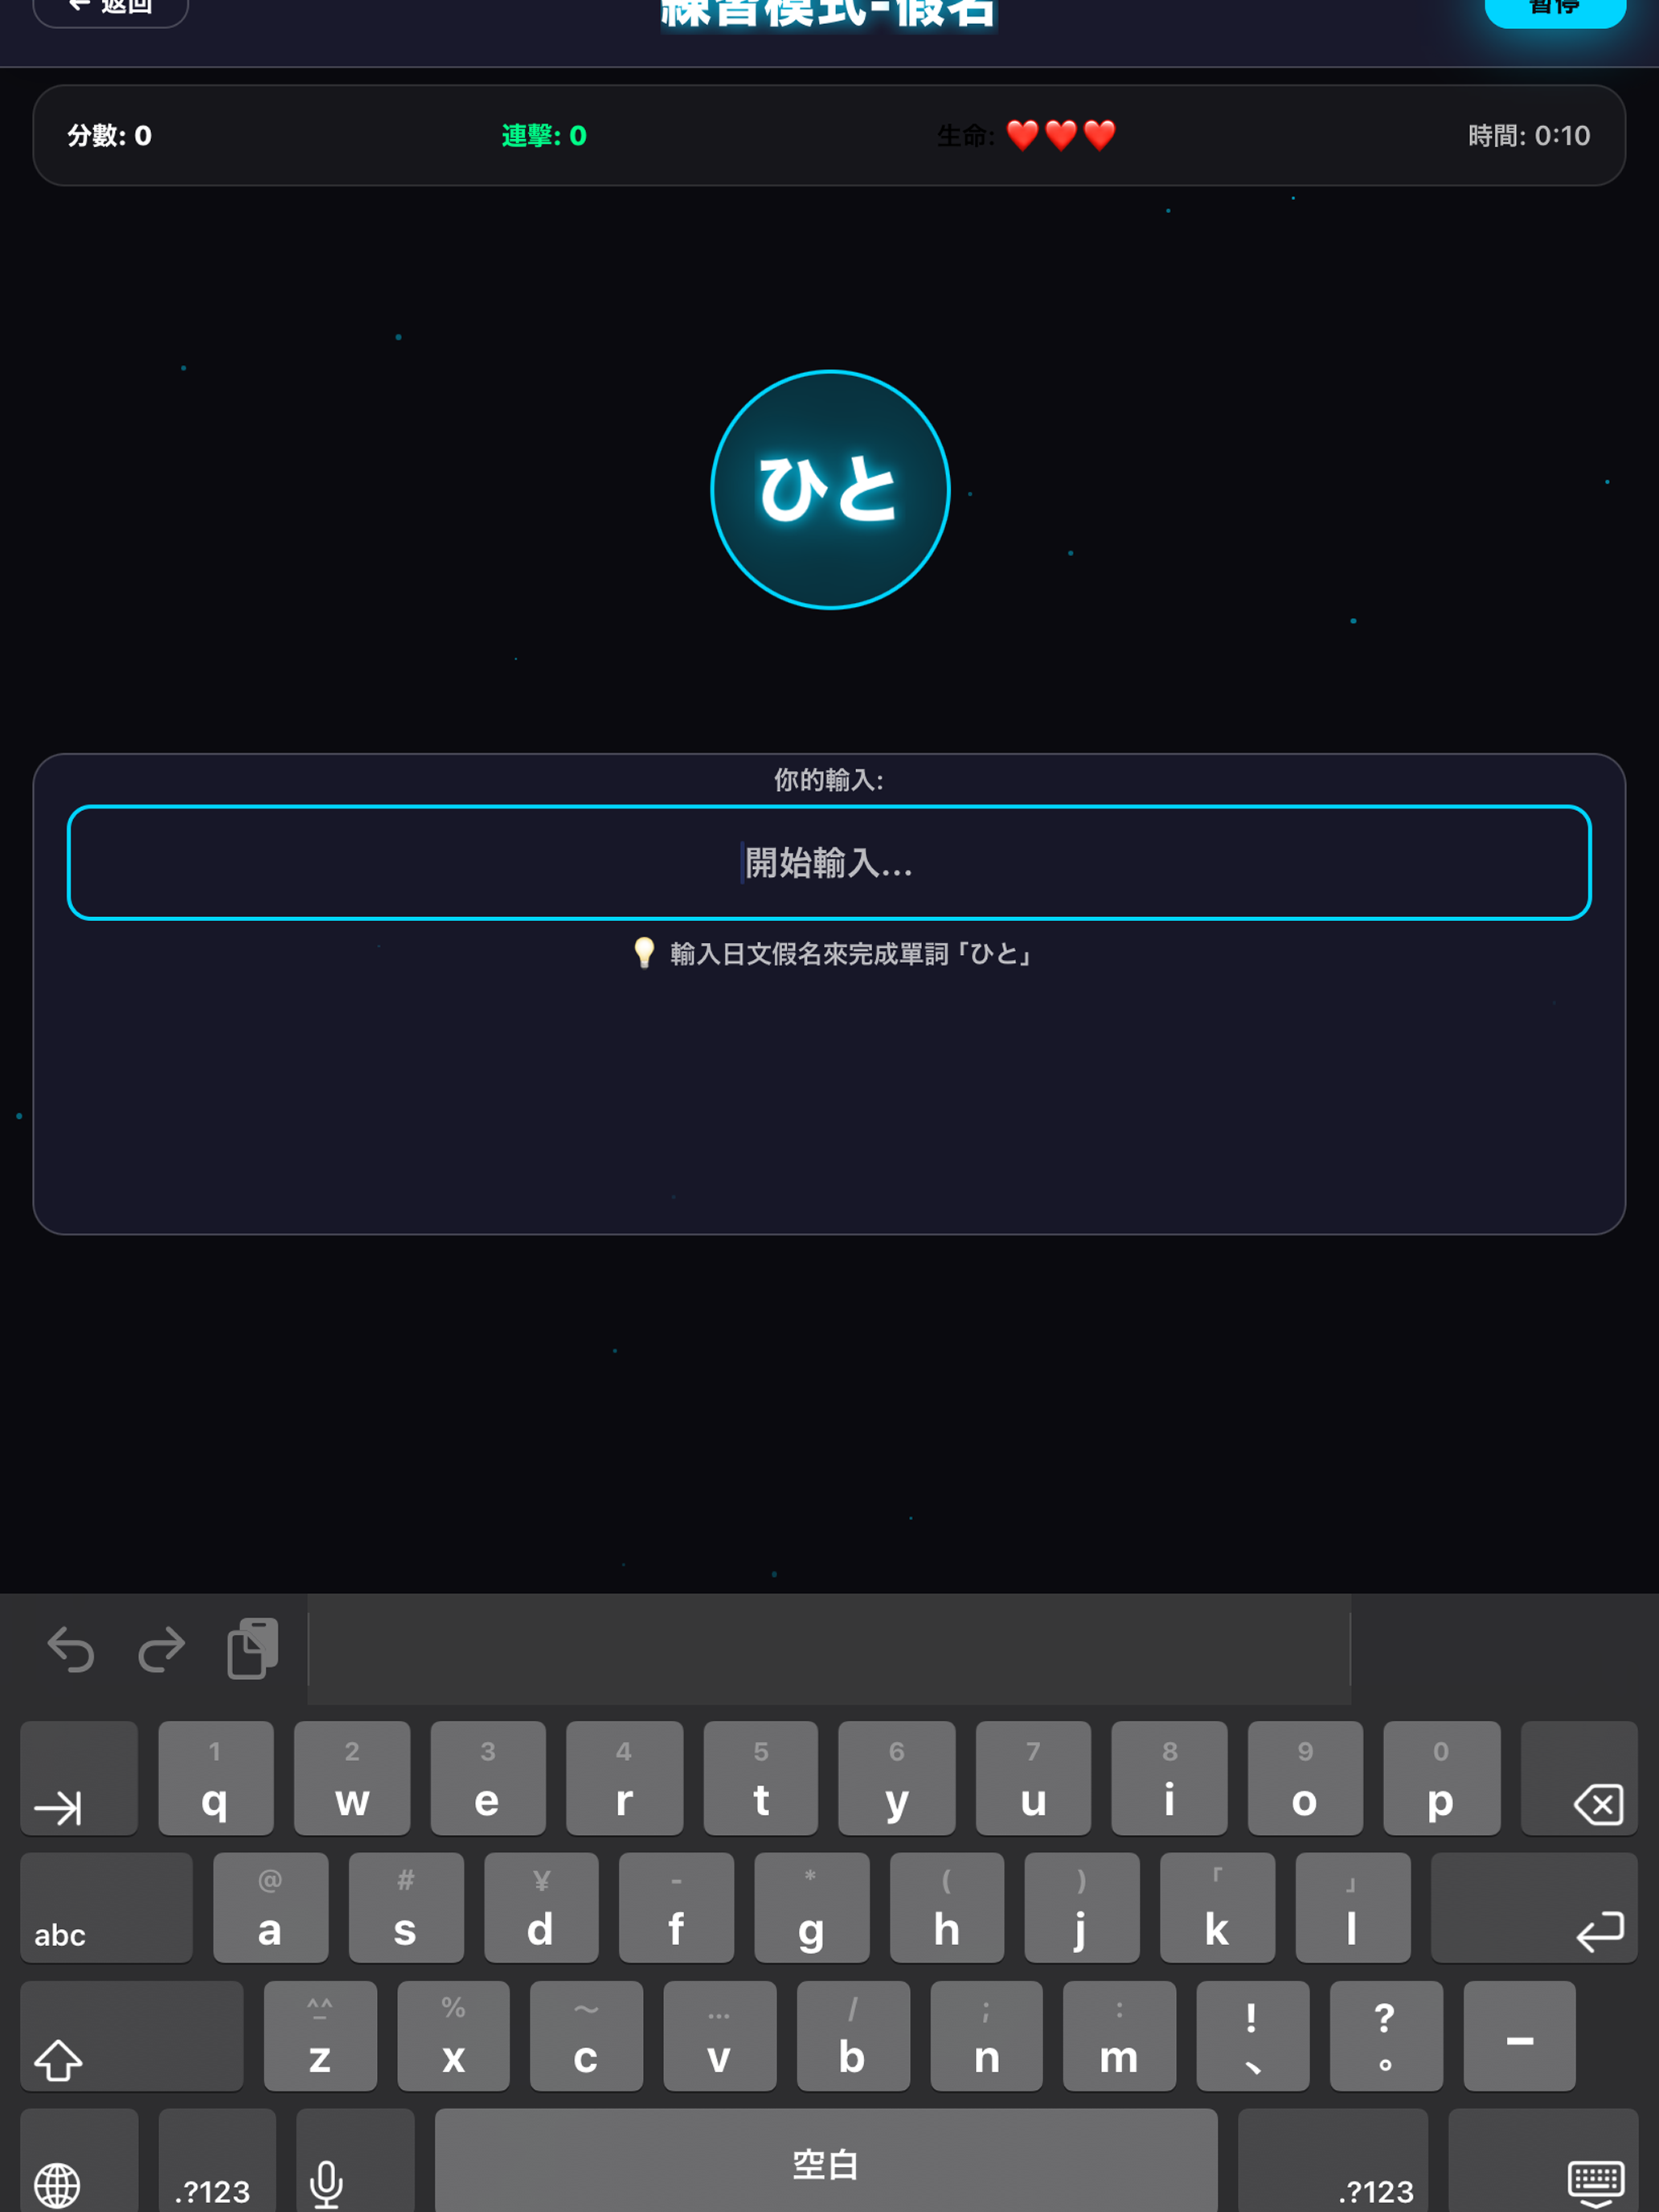 ← 返回 練習模式-假名 暫停
分數: 0 連擊: 0 生命: ❤️❤️❤️ 時間: 0:10
ひと
你的輸入:
開始輸入...
💡 輸入日文假名來完成單詞「ひと」
1 2 3 4 5 6 7 8 9 0
q w e r t y u i o p
@ # ¥ - * ( ) 「 」
abc a s d f g h j k l
^^ % 〜 … / ; : ! ?
z x c v b n m 、 。 ー
.?123 空白 .?123